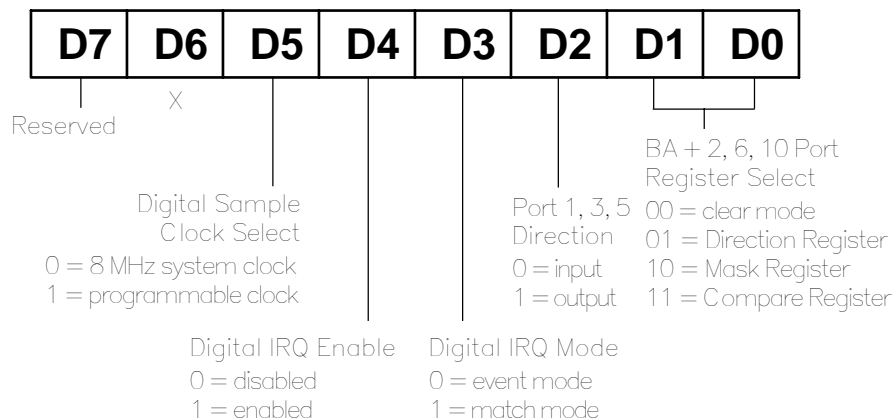 D7 D6 D5 D4 D3 D2 D1 D0
X
Reserved
Digital Sample
Clock Select
0 = 8 MHz system clock
1 = programmable clock
Digital IRQ Enable
0 = disabled
1 = enabled
Digital IRQ Mode
0 = event mode
1 = match mode
Port 1, 3, 5
Direction
0 = input
1 = output
BA + 2, 6, 10 Port
Register Select
00 = clear mode
01 = Direction Register
10 = Mask Register
11 = Compare Register